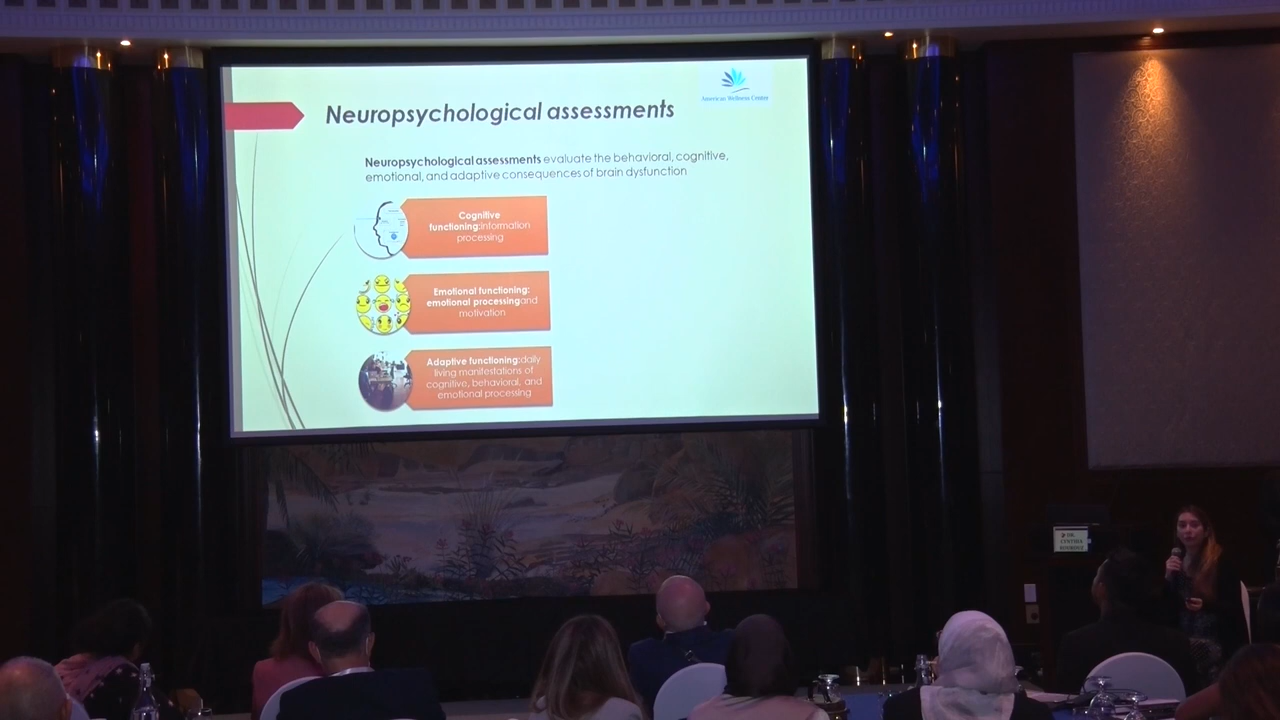 American Wellness Center
Neuropsychological assessments
Neuropsychological assessments evaluate the behavioral, cognitive,
emotional, and adaptive consequences of brain dysfunction
Cognitive
functioning:information
processing
Emotional functioning:
emotional processingand
motivation
Adaptive functioning:daily
living manifestations of
cognitive, behavioral, and
emotional processing
DR.
CYNTHIA